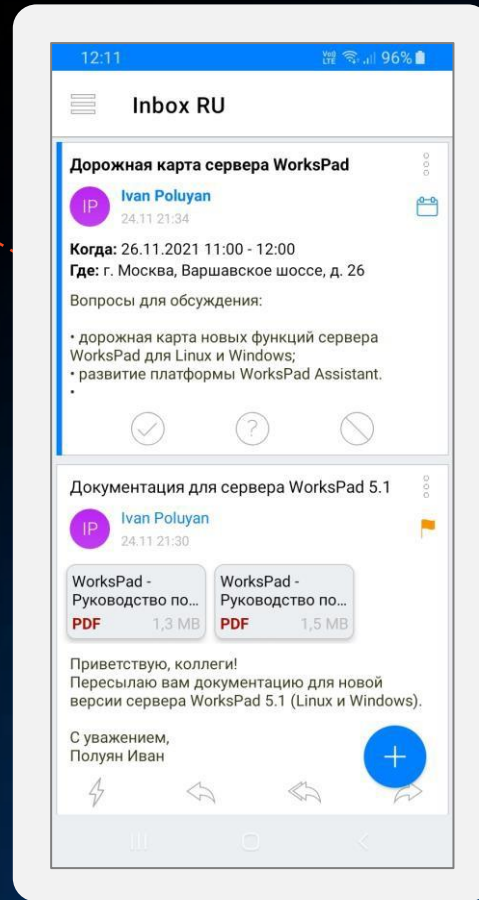 12:11
Vo)) LTE 96%
Inbox RU
Дорожная карта сервера WorksPad
IP
Ivan Poluyan
24.11 21:34
Когда: 26.11.2021 11:00 - 12:00
Где: г. Москва, Варшавское шоссе, д. 26
Вопросы для обсуждения:
• дорожная карта новых функций сервера
WorksPad для Linux и Windows;
• развитие платформы WorksPad Assistant.
•
?
Документация для сервера WorksPad 5.1
IP
Ivan Poluyan
24.11 21:30
WorksPad -
Руководство по...
PDF 1,3 MB
WorksPad -
Руководство по...
PDF 1,5 MB
Приветствую, коллеги!
Пересылаю вам документацию для новой
версии сервера WorksPad 5.1 (Linux и Windows).
С уважением,
Полуян Иван